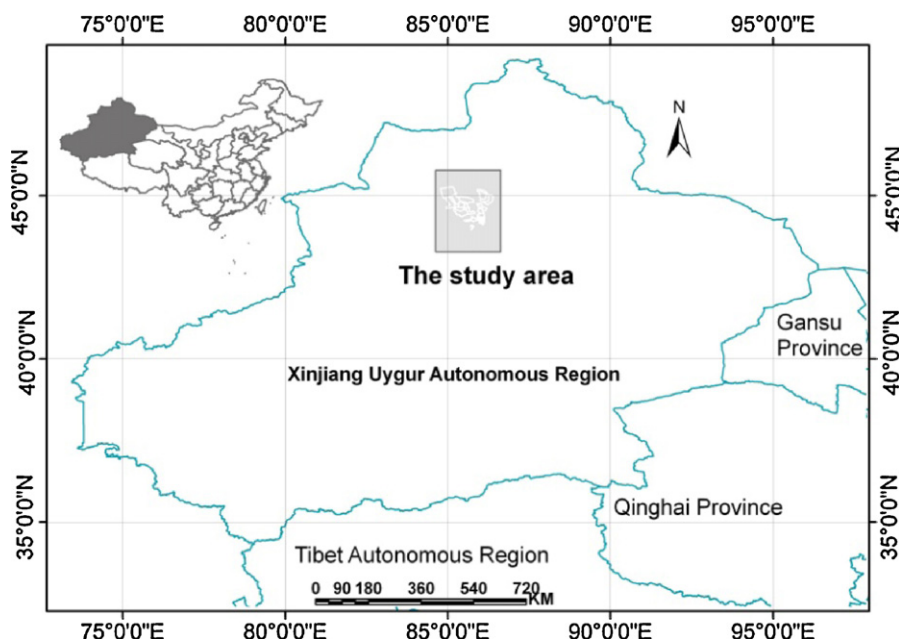 75°0'0"E 80°0'0"E 85°0'0"E 90°0'0"E 95°0'0"E
N
45°0'0"N 45°0'0"N
The study area
Gansu
Province
40°0'0"N 40°0'0"N
Xinjiang Uygur Autonomous Region
Qinghai Province
35°0'0"N 35°0'0"N
Tibet Autonomous Region
0 90 180 360 540 720
KM
75°0'0"E 80°0'0"E 85°0'0"E 90°0'0"E 95°0'0"E